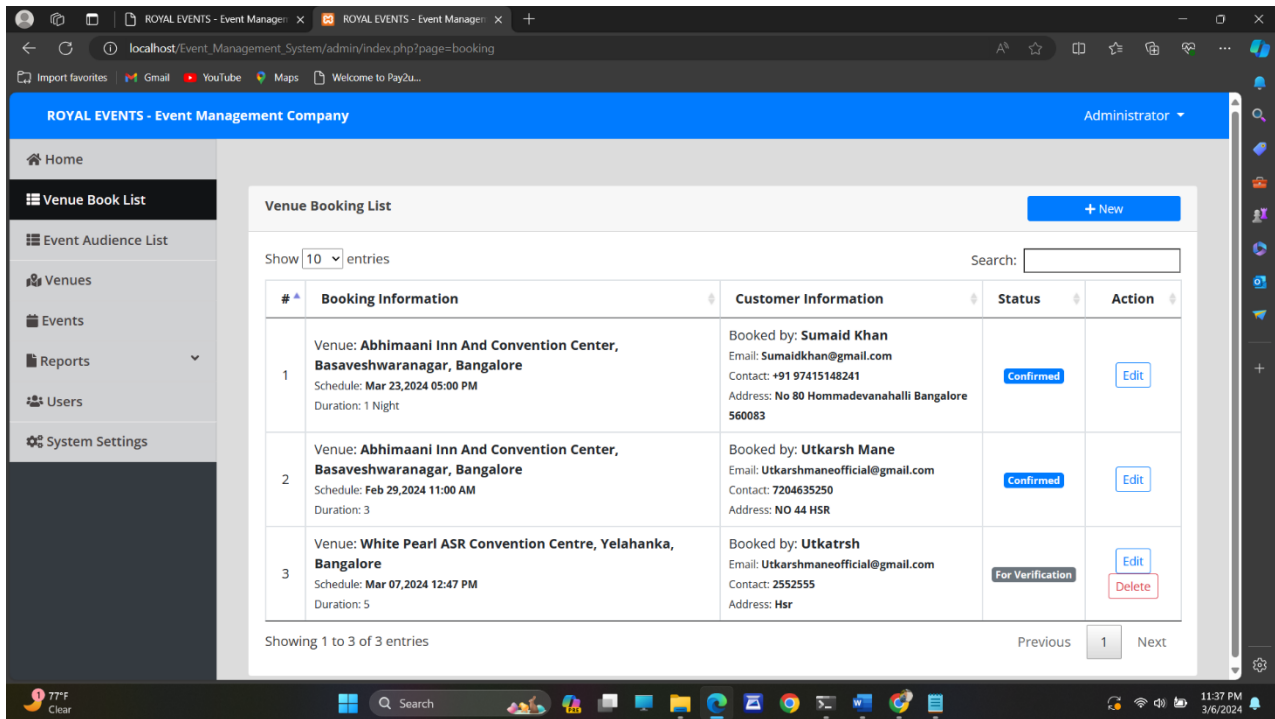 ROYAL EVENTS - Event Managem
ROYAL EVENTS - Event Managem
localhost/Event_Management_System/admin/index.php?page=booking
Import favorites
Gmail
YouTube
Maps
Welcome to Pay2u...
ROYAL EVENTS - Event Management Company
Administrator
Home
Venue Book List
Event Audience List
Venues
Events
Reports
Users
System Settings
Venue Booking List
+ New
Show 10 entries
Search:
# Booking Information Customer Information Status Action
1
Venue: Abhimaani Inn And Convention Center,
Basaveshwaranagar, Bangalore
Schedule: Mar 23,2024 05:00 PM
Duration: 1 Night
Booked by: Sumaid Khan
Email: Sumaidkhan@gmail.com
Contact: +91 97415148241
Address: No 80 Hommadevanahalli Bangalore
560083
Confirmed
Edit
2
Venue: Abhimaani Inn And Convention Center,
Basaveshwaranagar, Bangalore
Schedule: Feb 29,2024 11:00 AM
Duration: 3
Booked by: Utkarsh Mane
Email: Utkarshmaneofficial@gmail.com
Contact: 7204635250
Address: NO 44 HSR
Confirmed
Edit
3
Venue: White Pearl ASR Convention Centre, Yelahanka,
Bangalore
Schedule: Mar 07,2024 12:47 PM
Duration: 5
Booked by: Utkatrsh
Email: Utkarshmaneofficial@gmail.com
Contact: 2552555
Address: Hsr
For Verification
Edit
Delete
Showing 1 to 3 of 3 entries
Previous 1 Next
1
77°F
Clear
Search
11:37 PM
3/6/2024